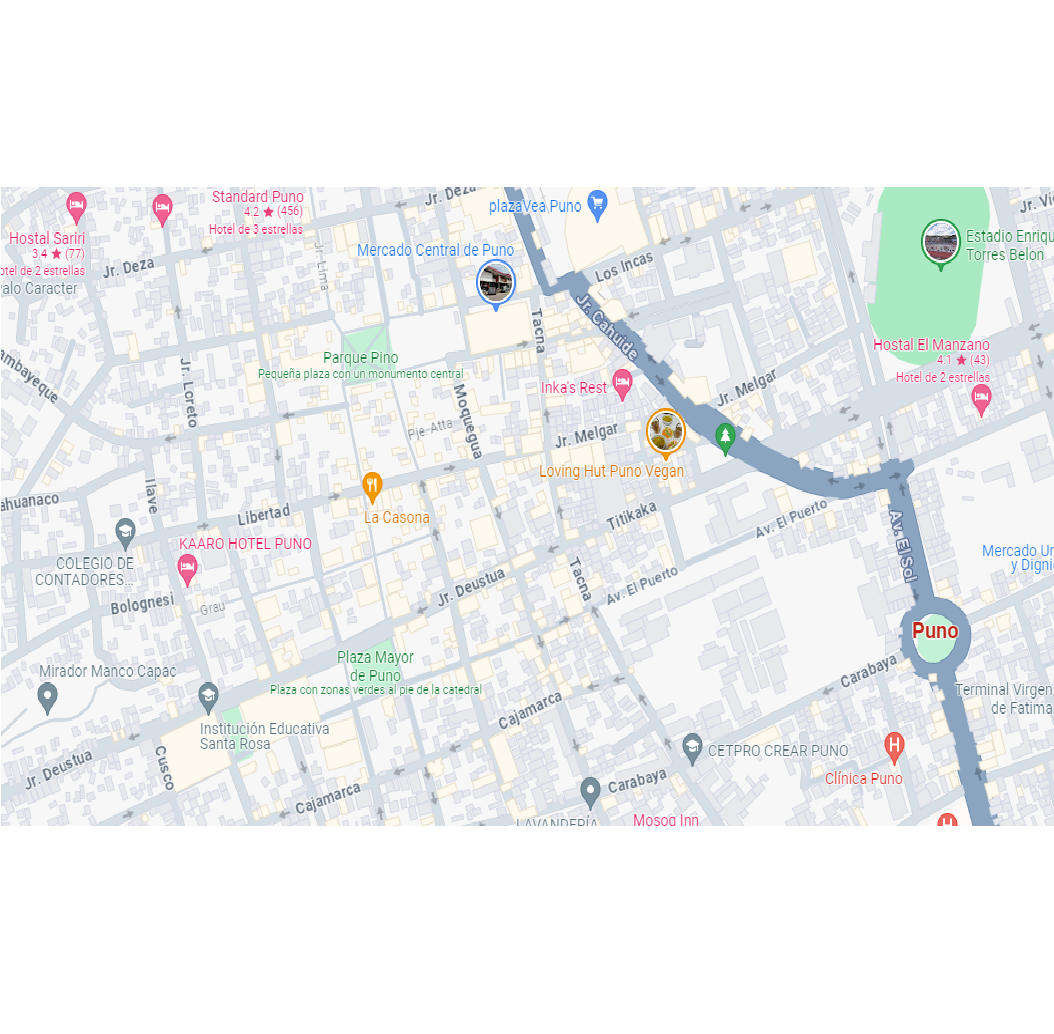 Standard Puno
4.2 ★ (456)
Hotel de 3 estrellas
Jr. Deza
plazaVea Puno
Jr. Vi
Hostal Sariri
3.4 ★ (77)
otel de 2 estrellas
alo Caracter
Jr. Deza
Jr. Lima
Mercado Central de Puno
Los Incas
Estadio Enriqu
Torres Belon
Jr. Cahuide
Tacna
Hostal El Manzano
4.1 ★ (43)
Hotel de 2 estrellas
ambayeque
Jr. Loreto
Parque Pino
Pequeña plaza con un monumento central
Inka's Rest
Jr. Melgar
Moquegua
Pje. Atta
Jr. Melgar
Loving Hut Puno Vegan
ahuanaco
Ilave
Libertad
La Casona
Titikaka
Av. El Puerto
Av. El Sol
COLEGIO DE
CONTADORES...
KAARO HOTEL PUNO
Mercado Un
y Digni
Bolognesi
Grau
Jr. Deustua
Tacna
Av. El Puerto
Puno
Mirador Manco Capac
Plaza Mayor
de Puno
Plaza con zonas verdes al pie de la catedral
Carabaya
Terminal Virgen
de Fatima
Institución Educativa
Santa Rosa
Cajamarca
CETPRO CREAR PUNO
Jr. Deustua
Cusco
Cajamarca
Carabaya
Clínica Puno
LAVANDERÍA
Mosoq Inn